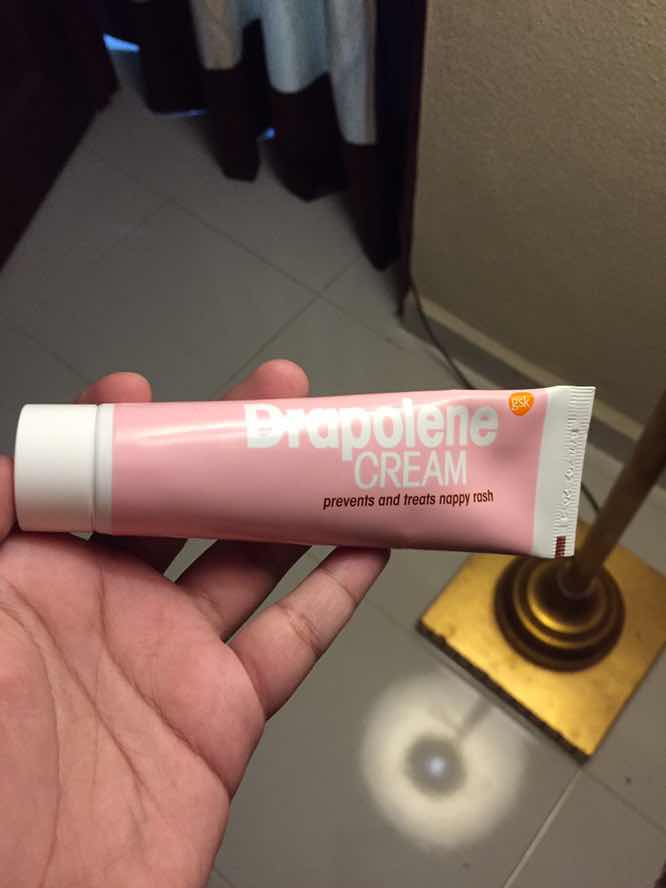 gsk
Drapolene
CREAM
prevents and treats nappy rash